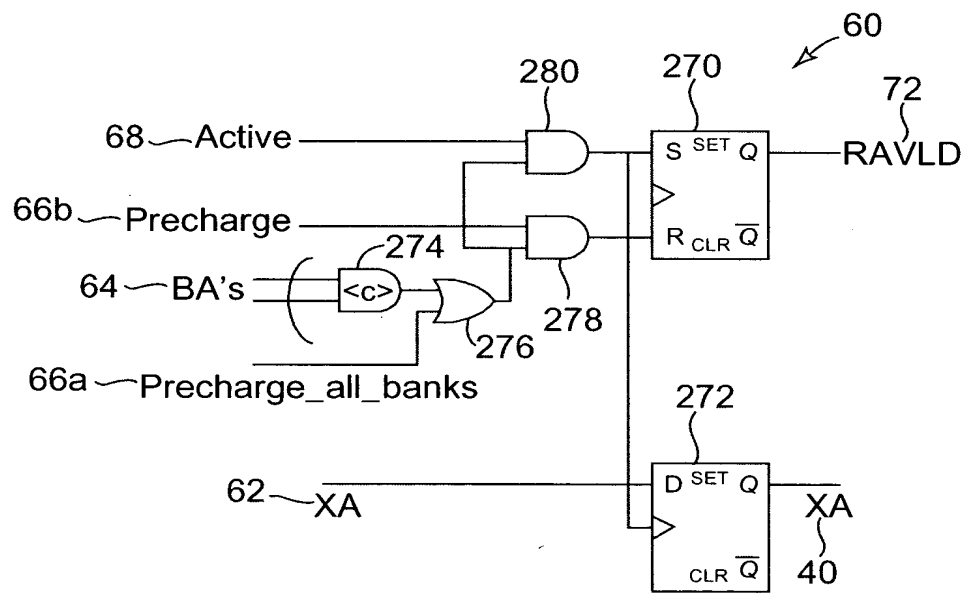 60
280
270
72
68 Active
S SET Q
RAVLD
66b Precharge
R CLR Q̅
274
64 BA's
<c>
276
278
66a Precharge_all_banks
272
62 XA
D SET Q
XA
40
CLR Q̅